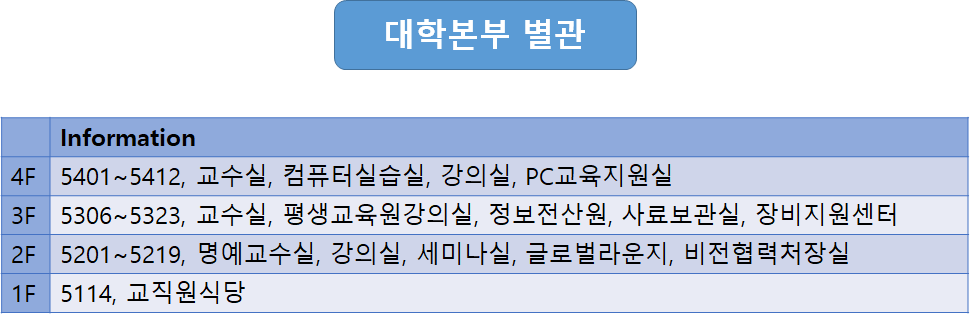 대학본부 별관
Information
4F 5401~5412, 교수실, 컴퓨터실습실, 강의실, PC교육지원실
3F 5306~5323, 교수실, 평생교육원강의실, 정보전산원, 사료보관실, 장비지원센터
2F 5201~5219, 명예교수실, 강의실, 세미나실, 글로벌라운지, 비전협력처장실
1F 5114, 교직원식당